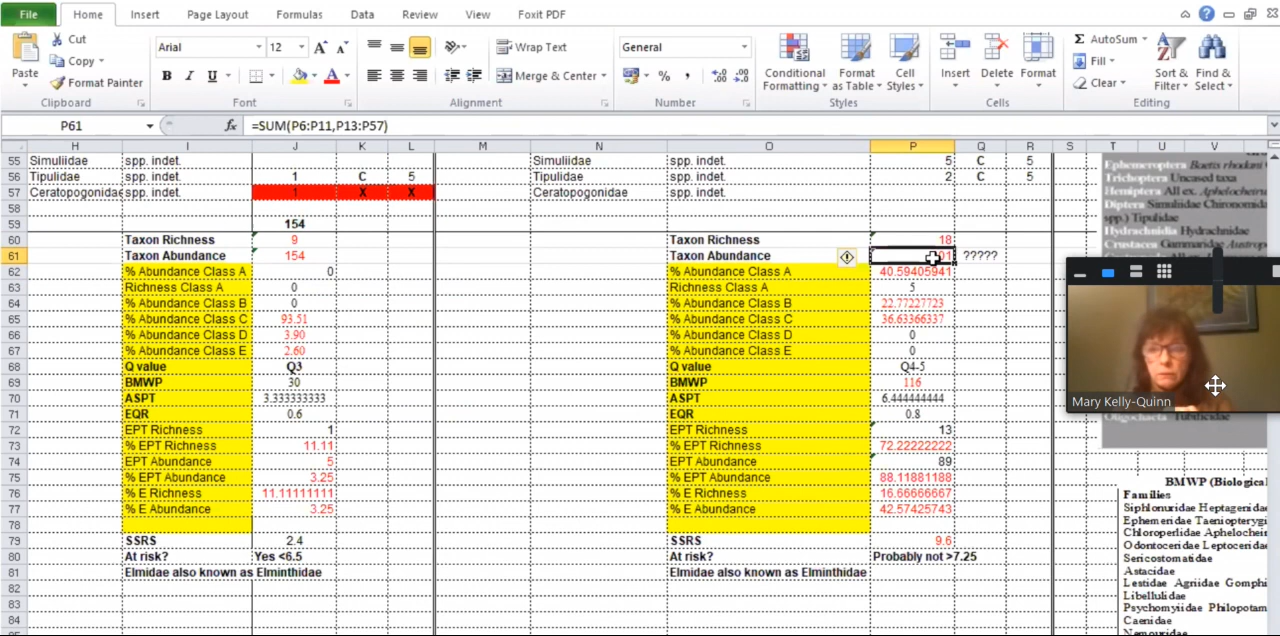 File Home Insert Page Layout Formulas Data Review View Foxit PDF
Cut
Copy
Format Painter
Paste
Clipboard
Arial 12
B I U
Font
Wrap Text
Merge & Center
Alignment
General
Number
Conditional Formatting
Format as Table
Cell Styles
Styles
Insert Delete Format
Cells
AutoSum
Fill
Clear
Sort & Filter
Find & Select
Editing
P61 fx =SUM(P6:P11,P13:P57)
H I J K L M N O P Q R S T U V
55 Simuliidae spp. indet. Simuiidae spp. indet. 5 C 5
56 Tipulidae spp. indet. 1 C 5 Tipulidae spp. indet. 2 C 5
57 Ceratopogonidae spp. indet. 1 X X Ceratopogonidae spp. indet.
58
59 154
60 Taxon Richness 9 Taxon Richness 18
61 Taxon Abundance 154 Taxon Abundance 01 ?????
62 % Abundance Class A 0 % Abundance Class A 40.59405941
63 Richness Class A 0 Richness Class A 5
64 % Abundance Class B 0 % Abundance Class B 22.77227723
65 % Abundance Class C 93.51 % Abundance Class C 36.63366337
66 % Abundance Class D 3.90 % Abundance Class D 0
67 % Abundance Class E 2.60 % Abundance Class E 0
68 Q value Q3 Q value Q4-5
69 BMWP 30 BMWP 116
70 ASPT 3.333333333 ASPT 6.444444444
71 EQR 0.6 EQR 0.8
72 EPT Richness 1 EPT Richness 13
73 % EPT Richness 11.11 % EPT Richness 72.22222222
74 EPT Abundance 5 EPT Abundance 89
75 % EPT Abundance 3.25 % EPT Abundance 88.11881188
76 % E Richness 11.11111111 % E Richness 16.66666667
77 % E Abundance 3.25 % E Abundance 42.57425743
78
79 SSRS 2.4 SSRS 9.6
80 At risk? Yes <6.5 At risk? Probably not >7.25
81 Elmidae also known as Elminthidae Elmidae also known as Elminthidae
82
83
84
Ephemeroptera Baetis rhodani
Trichoptera Uncased taxa
Hemiptera All ex. Aphelocheirus
Diptera Simuliidae Chironomida
spp.) Tipulidae
Hydrachnidia Hydrachnidae
Crustacea Gammaridae Austrop
Mary Kelly-Quinn
Oligochaeta Tubificidae
BMWP (Biological
Families
Siphlonuridae Heptagenidae
Ephemeridae Taeniopterygi
Chloroperlidae Aphelochei
Odontoceridae Leptoceridae
Sericostomatidae
Astacidae
Lestidae Agriidae Gomphi
Libellulidae
Psychomyiidae Philopotam
Caenidae
Nemouridae